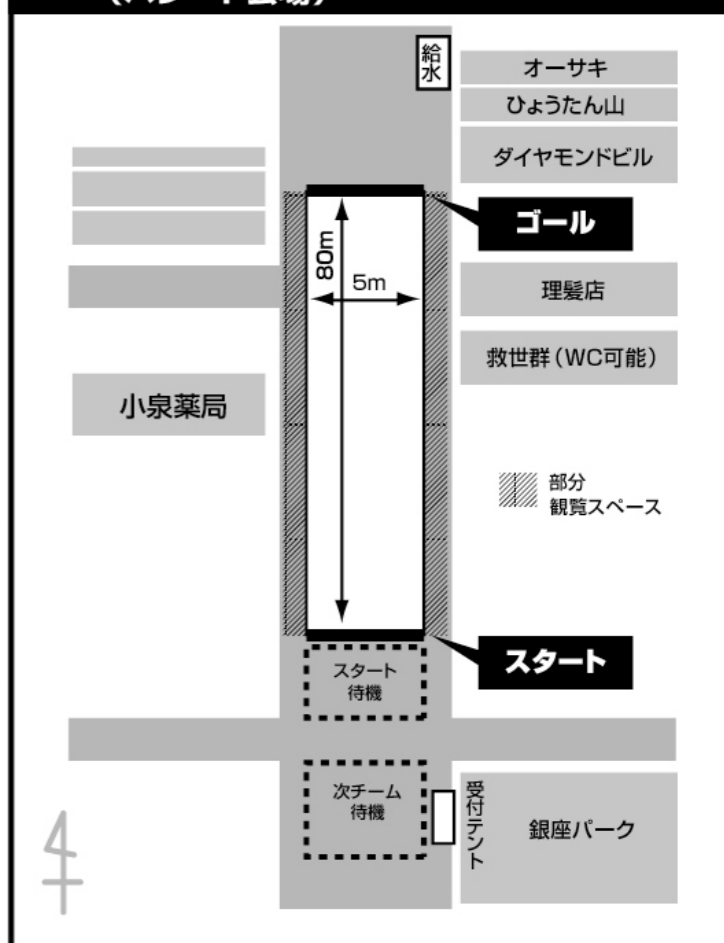 給水
オーサキ
ひょうたん山
ダイヤモンドビル
ゴール
80m
5m
理髪店
救世群(WC可能)
小泉薬局
部分
観覧スペース
スタート
スタート
待機
次チーム
待機
受付テント
銀座パーク